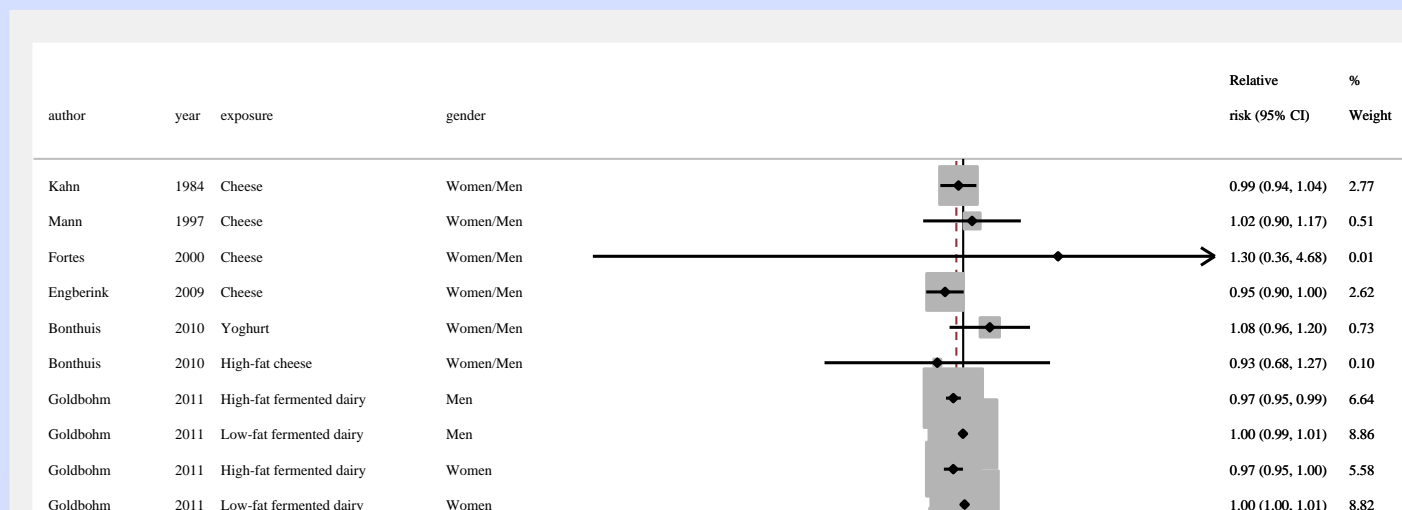 Relative %
author year exposure gender risk (95% CI) Weight
Kahn 1984 Cheese Women/Men 0.99 (0.94, 1.04) 2.77
Mann 1997 Cheese Women/Men 1.02 (0.90, 1.17) 0.51
Fortes 2000 Cheese Women/Men 1.30 (0.36, 4.68) 0.01
Engberink 2009 Cheese Women/Men 0.95 (0.90, 1.00) 2.62
Bonthuis 2010 Yoghurt Women/Men 1.08 (0.96, 1.20) 0.73
Bonthuis 2010 High-fat cheese Women/Men 0.93 (0.68, 1.27) 0.10
Goldbohm 2011 High-fat fermented dairy Men 0.97 (0.95, 0.99) 6.64
Goldbohm 2011 Low-fat fermented dairy Men 1.00 (0.99, 1.01) 8.86
Goldbohm 2011 High-fat fermented dairy Women 0.97 (0.95, 1.00) 5.58
Goldbohm 2011 Low-fat fermented dairy Women 1.00 (1.00, 1.01) 8.82